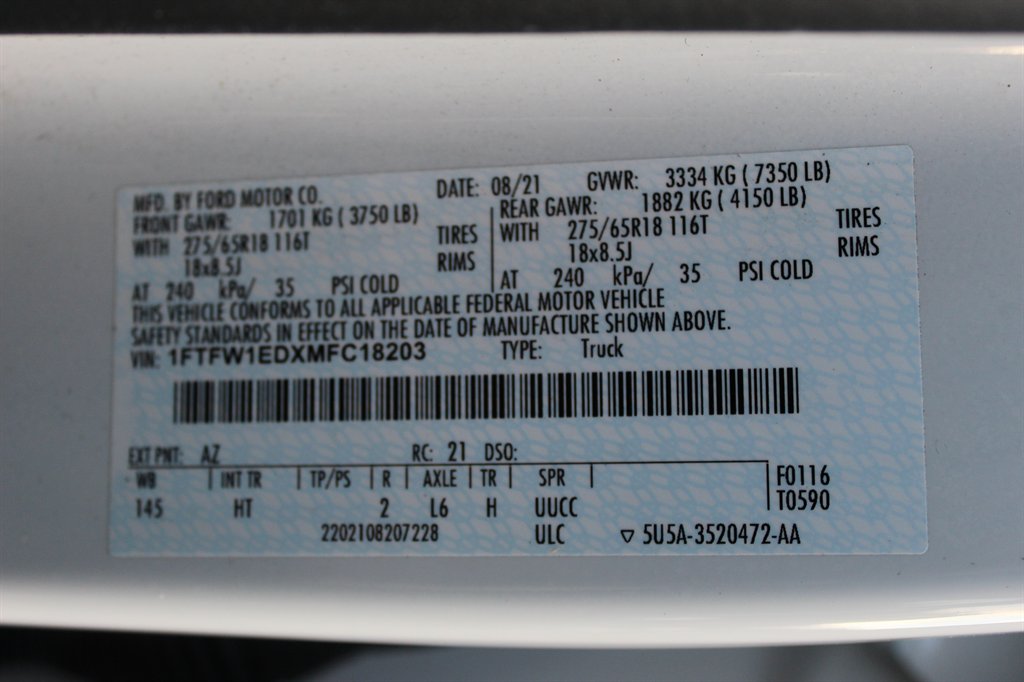 MFD. BY FORD MOTOR CO. DATE: 08/21 GVWR: 3334 KG ( 7350 LB)
FRONT GAWR: 1701 KG ( 3750 LB) REAR GAWR: 1882 KG ( 4150 LB)
WITH 275/65R18 116T TIRES WITH 275/65R18 116T TIRES
18x8.5J RIMS 18x8.5J RIMS
AT 240 kPa/ 35 PSI COLD AT 240 kPa/ 35 PSI COLD
THIS VEHICLE CONFORMS TO ALL APPLICABLE FEDERAL MOTOR VEHICLE
SAFETY STANDARDS IN EFFECT ON THE DATE OF MANUFACTURE SHOWN ABOVE.
VIN: 1FTFW1EDXMFC18203 TYPE: Truck
EXT PNT: AZ RC: 21 DSO:
WB INT TR TP/PS R AXLE TR SPR F0116
145 HT 2 L6 H UUCC T0590
2202108207228 ULC ▽ 5U5A-3520472-AA